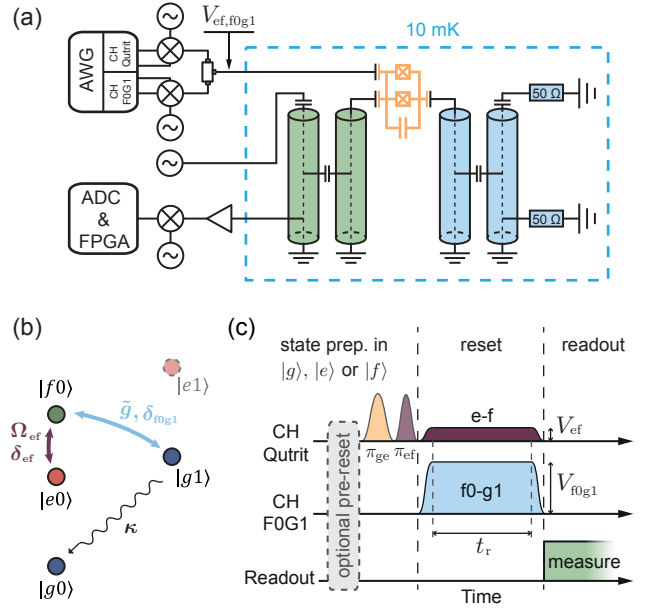 (a)
V_ef,f0g1
10 mK
AWG
CH
Qutrit
CH
F0G1
50 Ω
ADC
&
FPGA
50 Ω
(b)
|e1⟩
|f0⟩
g̃, δ_f0g1
Ω_ef
δ_ef
|g1⟩
|e0⟩
κ
|g0⟩
(c)
state prep. in
|g⟩, |e⟩ or |f⟩
reset
readout
optional pre-reset
CH
Qutrit
π_ge
π_ef
e-f
V_ef
CH
F0G1
f0-g1
V_f0g1
t_r
Readout
measure
Time